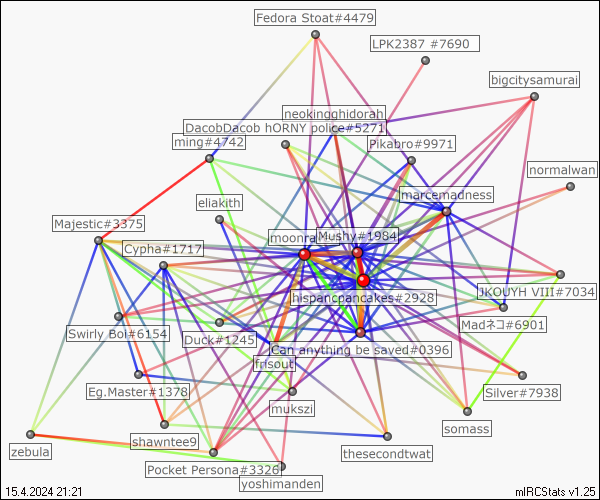 Fedora Stoat#4479
LPK2387 #7690
bigcitysamurai
neokingghidorah
DacobDacob hORNY police#5271
ming#4742
Pikabro#9971
normalwan
marcemadness
eliakith
Majestic#3375
moonra
Mushy#1984
Cypha#1717
hispancpancakes#2928
JKOUYH VIII#7034
Madネコ#6901
Swirly Boi#6154
Duck#1245
Can anything be saved#0396
frlsout
Eg.Master#1378
Silver#7938
mukszi
somass
shawntee9
zebula
thesecondtwat
Pocket Persona#3326
yoshimanden
15.4.2024 21:21
mIRCStats v1.25